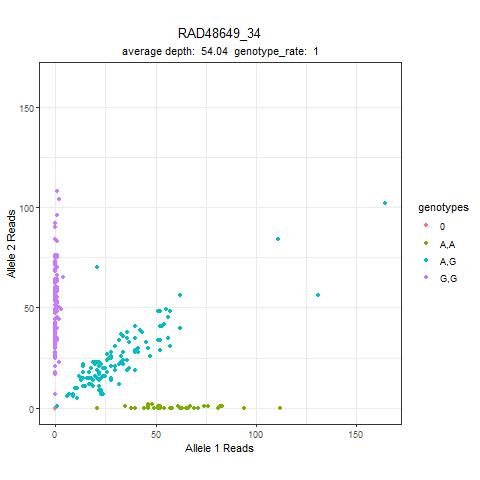 RAD48649_34
average depth: 54.04 genotype_rate: 1
Allele 2 Reads
150
100
50
0
0
50
100
150
Allele 1 Reads
genotypes
0
A,A
A,G
G,G